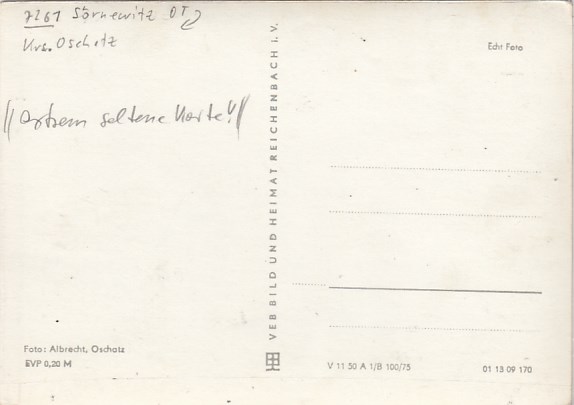 7261 Sörnewitz OT
Krs. Oschatz
Echt Foto
((extrem seltene Karte!))
VEB BILD UND HEIMAT REICHENBACH I. V.
Foto: Albrecht, Oschatz
EVP 0,20 M
V 11 50 A 1/B 100/75
01 13 09 170